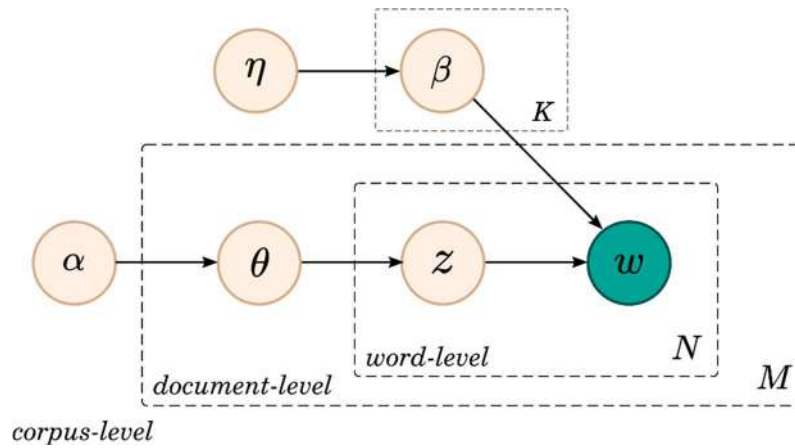 η β
K
α θ z w
word-level N
document-level M
corpus-level